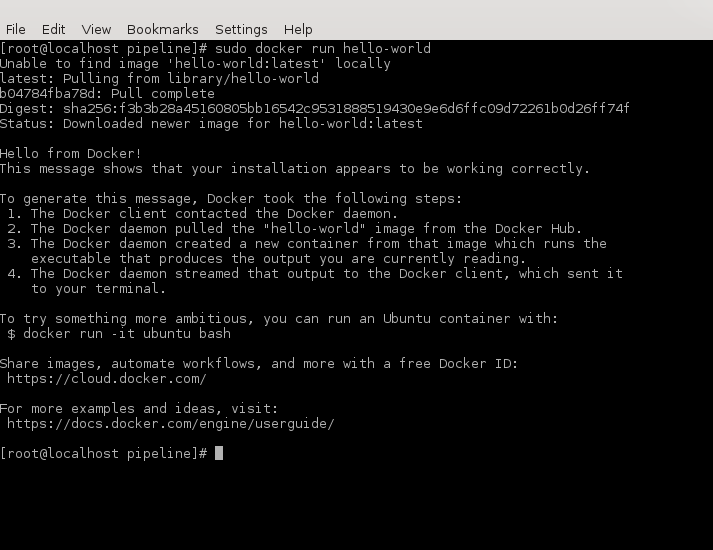 File Edit View Bookmarks Settings Help
[root@localhost pipeline]# sudo docker run hello-world
Unable to find image 'hello-world:latest' locally
latest: Pulling from library/hello-world
b04784fba78d: Pull complete
Digest: sha256:f3b3b28a45160805bb16542c9531888519430e9e6d6ffc09d72261b0d26ff74f
Status: Downloaded newer image for hello-world:latest
Hello from Docker!
This message shows that your installation appears to be working correctly.
To generate this message, Docker took the following steps:
1. The Docker client contacted the Docker daemon.
2. The Docker daemon pulled the "hello-world" image from the Docker Hub.
3. The Docker daemon created a new container from that image which runs the
executable that produces the output you are currently reading.
4. The Docker daemon streamed that output to the Docker client, which sent it
to your terminal.
To try something more ambitious, you can run an Ubuntu container with:
$ docker run -it ubuntu bash
Share images, automate workflows, and more with a free Docker ID:
https://cloud.docker.com/
For more examples and ideas, visit:
https://docs.docker.com/engine/userguide/
[root@localhost pipeline]#